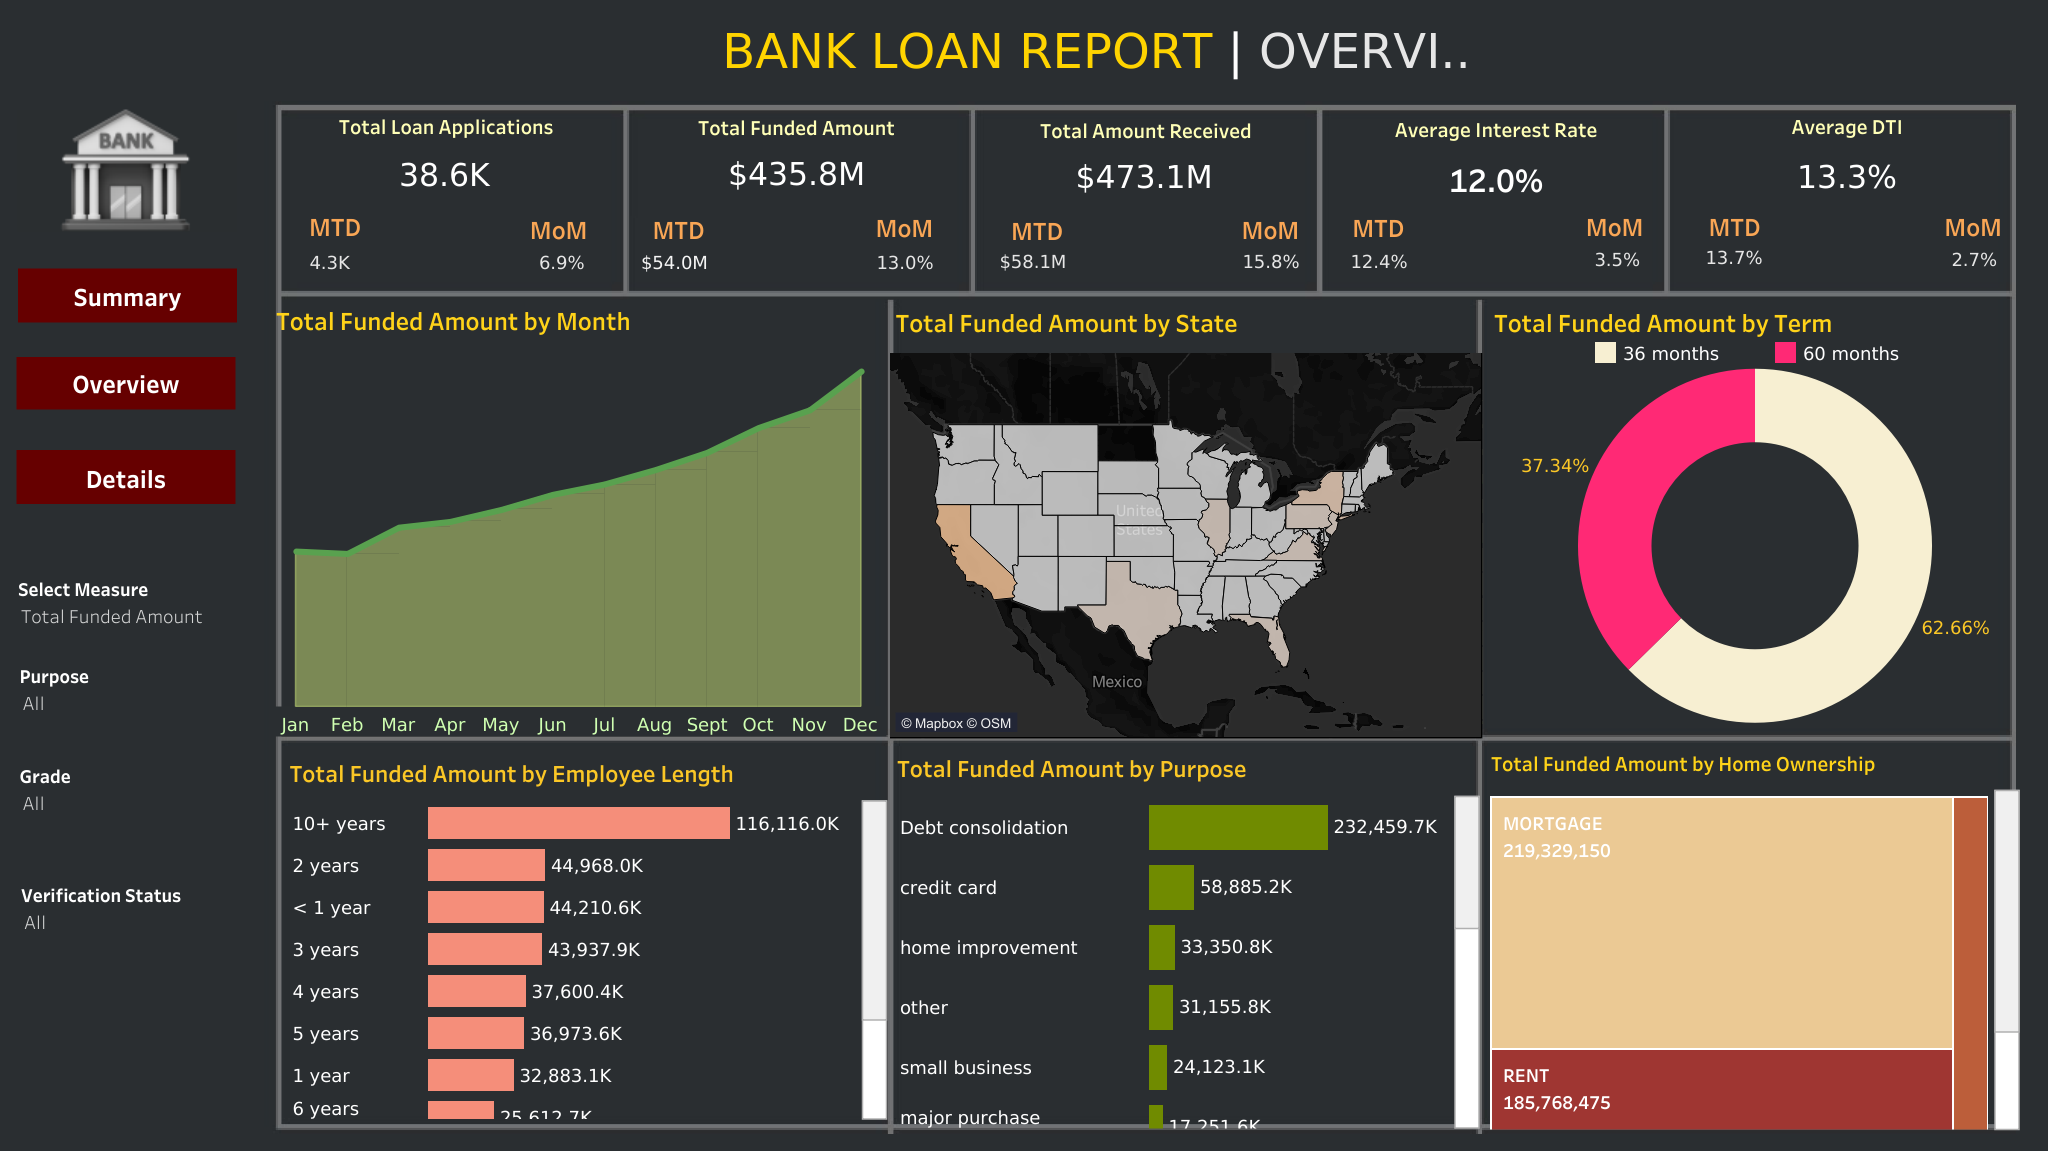 BANK LOAN REPORT | OVERVI..
BANK
Summary
Overview
Details
Select Measure
Total Funded Amount
Purpose
All
Grade
All
Verification Status
All
Total Loan Applications
38.6K
MTD MoM
4.3K 6.9%
Total Funded Amount
$435.8M
MTD MoM
$54.0M 13.0%
Total Amount Received
$473.1M
MTD MoM
$58.1M 15.8%
Average Interest Rate
12.0%
MTD MoM
12.4% 3.5%
Average DTI
13.3%
MTD MoM
13.7% 2.7%
Total Funded Amount by Month
Jan Feb Mar Apr May Jun Jul Aug Sept Oct Nov Dec
Total Funded Amount by State
United
States
Mexico
© Mapbox © OSM
Total Funded Amount by Term
36 months 60 months
37.34%
62.66%
Total Funded Amount by Employee Length
10+ years 116,116.0K
2 years 44,968.0K
< 1 year 44,210.6K
3 years 43,937.9K
4 years 37,600.4K
5 years 36,973.6K
1 year 32,883.1K
6 years 25,612.7K
Total Funded Amount by Purpose
Debt consolidation 232,459.7K
credit card 58,885.2K
home improvement 33,350.8K
other 31,155.8K
small business 24,123.1K
major purchase 17,251.6K
Total Funded Amount by Home Ownership
MORTGAGE
219,329,150
RENT
185,768,475